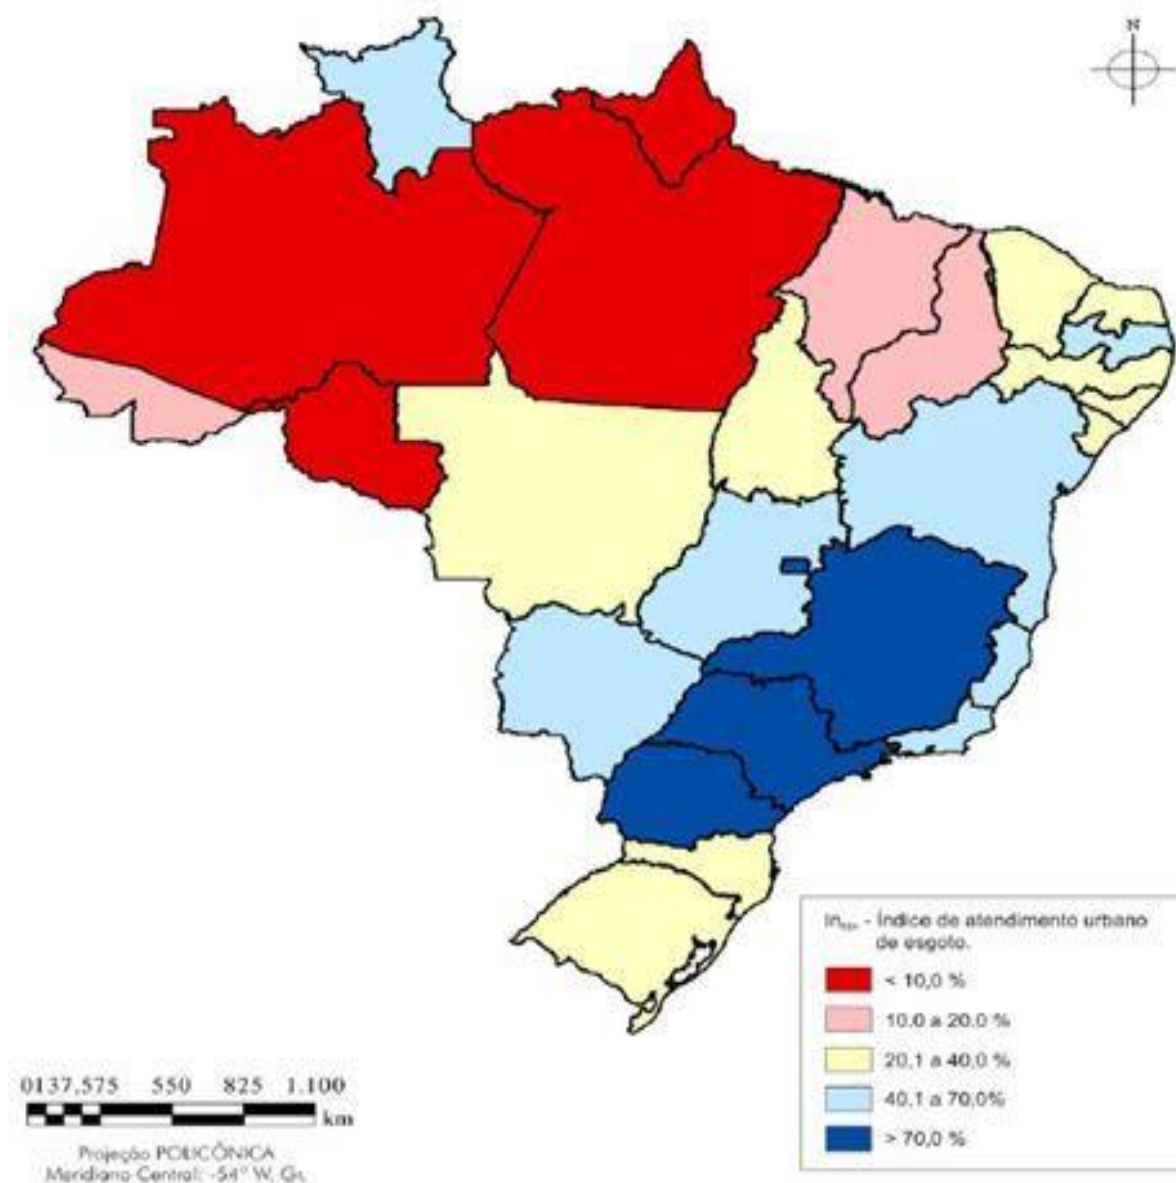 N
- Índice de atendimento urbano
de esgoto.
< 10,0 %
10.0 a 20.0 %
20,1 a 40,0 %
40,1 a 70,0%
> 70,0 %
0137.575 550 825 1.100
km
Projeção POLICÔNICA
Meridiano Central: -54° W. Gr.